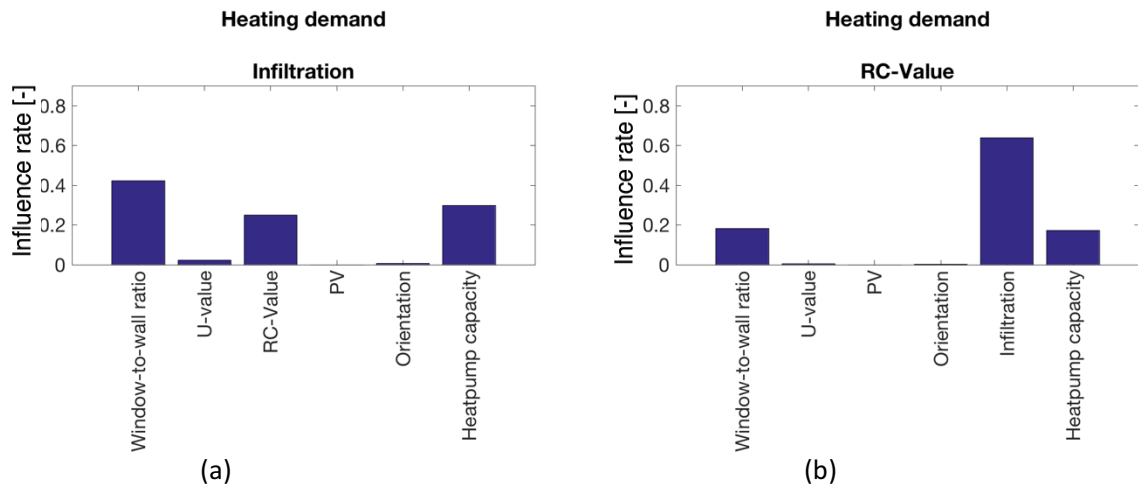 Heating demand
Infiltration
Influence rate [-]
0.8
0.6
0.4
0.2
0
Window-to-wall ratio
U-value
RC-Value
PV
Orientation
Heatpump capacity
(a)
Heating demand
RC-Value
Influence rate [-]
0.8
0.6
0.4
0.2
0
Window-to-wall ratio
U-value
PV
Orientation
Infiltration
Heatpump capacity
(b)